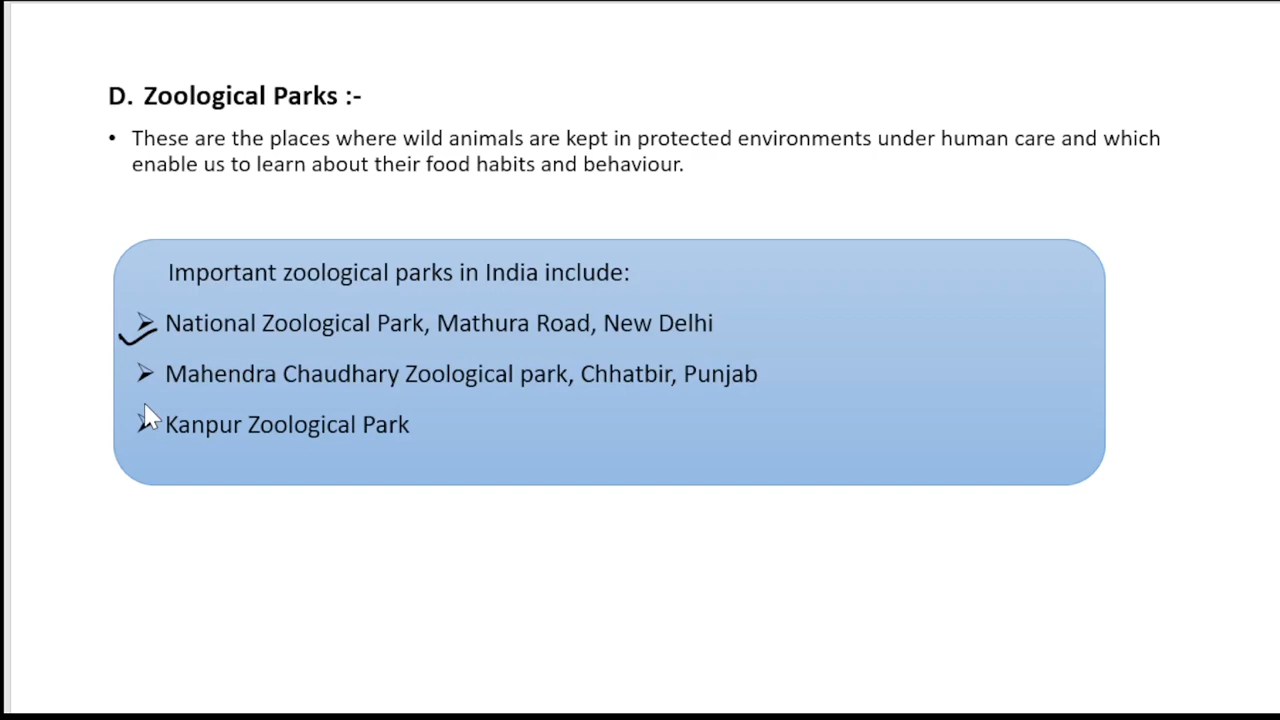 D. Zoological Parks :-
• These are the places where wild animals are kept in protected environments under human care and which
enable us to learn about their food habits and behaviour.
Important zoological parks in India include:
➢ National Zoological Park, Mathura Road, New Delhi
➢ Mahendra Chaudhary Zoological park, Chhatbir, Punjab
➢ Kanpur Zoological Park